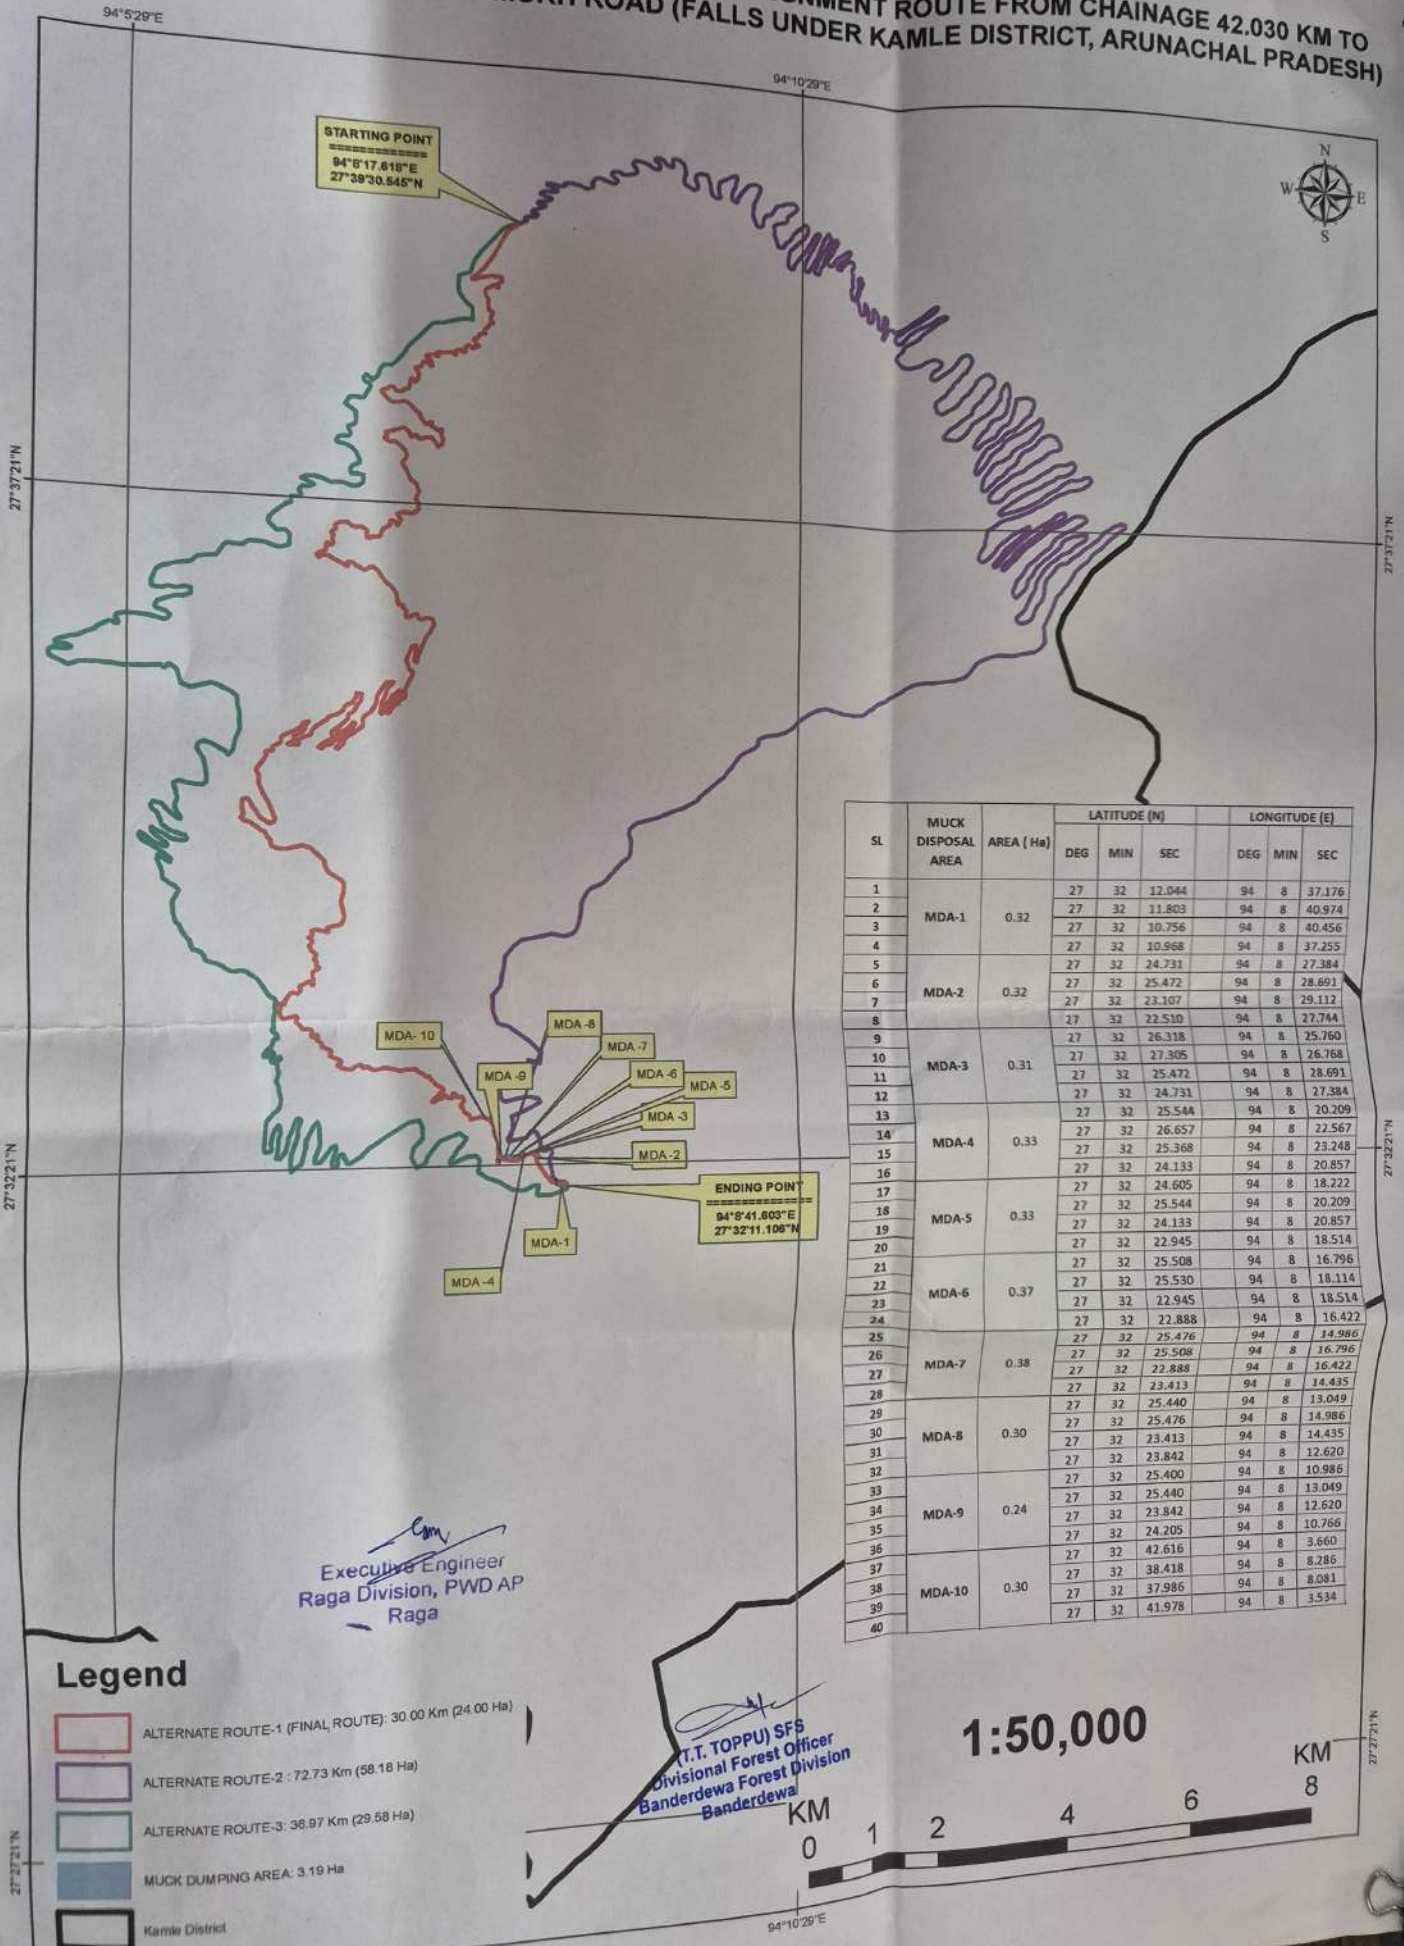 NMENT ROUTE FROM CHAINAGE 42.030 KM TO
ROAD (FALLS UNDER KAMLE DISTRICT, ARUNACHAL PRADESH)
94°5'29"E
94°10'29"E
STARTING POINT
=============
94°8'17.618"E
27°39'30.545"N
N
W E
S
27°37'21"N
27°37'21"N
SL MUCK DISPOSAL AREA AREA ( Ha) LATITUDE (N) LONGITUDE (E)
DEG MIN SEC DEG MIN SEC
1 MDA-1 0.32 27 32 12.044 94 8 37.176
2 27 32 11.803 94 8 40.974
3 27 32 10.756 94 8 40.456
4 27 32 10.968 94 8 37.255
5 MDA-2 0.32 27 32 24.731 94 8 27.384
6 27 32 25.472 94 8 28.691
7 27 32 23.107 94 8 29.112
8 27 32 22.510 94 8 27.744
9 MDA-3 0.31 27 32 26.318 94 8 25.760
10 27 32 27.305 94 8 26.768
11 27 32 25.472 94 8 28.691
12 27 32 24.731 94 8 27.384
13 MDA-4 0.33 27 32 25.544 94 8 20.209
14 27 32 26.657 94 8 22.567
15 27 32 25.368 94 8 23.248
16 27 32 24.133 94 8 20.857
17 MDA-5 0.33 27 32 24.605 94 8 18.222
18 27 32 25.544 94 8 20.209
19 27 32 24.133 94 8 20.857
20 27 32 22.945 94 8 18.514
21 MDA-6 0.37 27 32 25.508 94 8 16.796
22 27 32 25.530 94 8 18.114
23 27 32 22.945 94 8 18.514
24 27 32 22.888 94 8 16.422
25 MDA-7 0.38 27 32 25.476 94 8 14.986
26 27 32 25.508 94 8 16.796
27 27 32 22.888 94 8 16.422
28 27 32 23.413 94 8 14.435
29 MDA-8 0.30 27 32 25.440 94 8 13.049
30 27 32 25.476 94 8 14.986
31 27 32 23.413 94 8 14.435
32 27 32 23.842 94 8 12.620
33 MDA-9 0.24 27 32 25.400 94 8 10.986
34 27 32 25.440 94 8 13.049
35 27 32 23.842 94 8 12.620
36 27 32 24.205 94 8 10.766
37 MDA-10 0.30 27 32 42.616 94 8 3.660
38 27 32 38.418 94 8 8.286
39 27 32 37.986 94 8 8.081
40 27 32 41.978 94 8 3.534
MDA- 10
MDA -8
MDA -7
MDA -9
MDA -6
MDA -5
MDA -3
MDA-2
27°32'21"N
27°32'21"N
ENDING POINT
==============
94°8'41.603"E
27°32'11.106"N
MDA-1
MDA -4
Executive Engineer
Raga Division, PWD AP
Raga
Legend
ALTERNATE ROUTE-1 (FINAL ROUTE): 30.00 Km (24.00 Ha)
ALTERNATE ROUTE-2 : 72.73 Km (58.18 Ha)
ALTERNATE ROUTE-3: 36.97 Km (29.58 Ha)
MUCK DUMPING AREA: 3.19 Ha
Kamle District
(T.T. TOPPU) SFS
Divisional Forest Officer
Banderdewa Forest Division
Banderdewa
1:50,000
KM KM
0 1 2 4 6 8
27°27'21"N
27°27'21"N
94°10'29"E